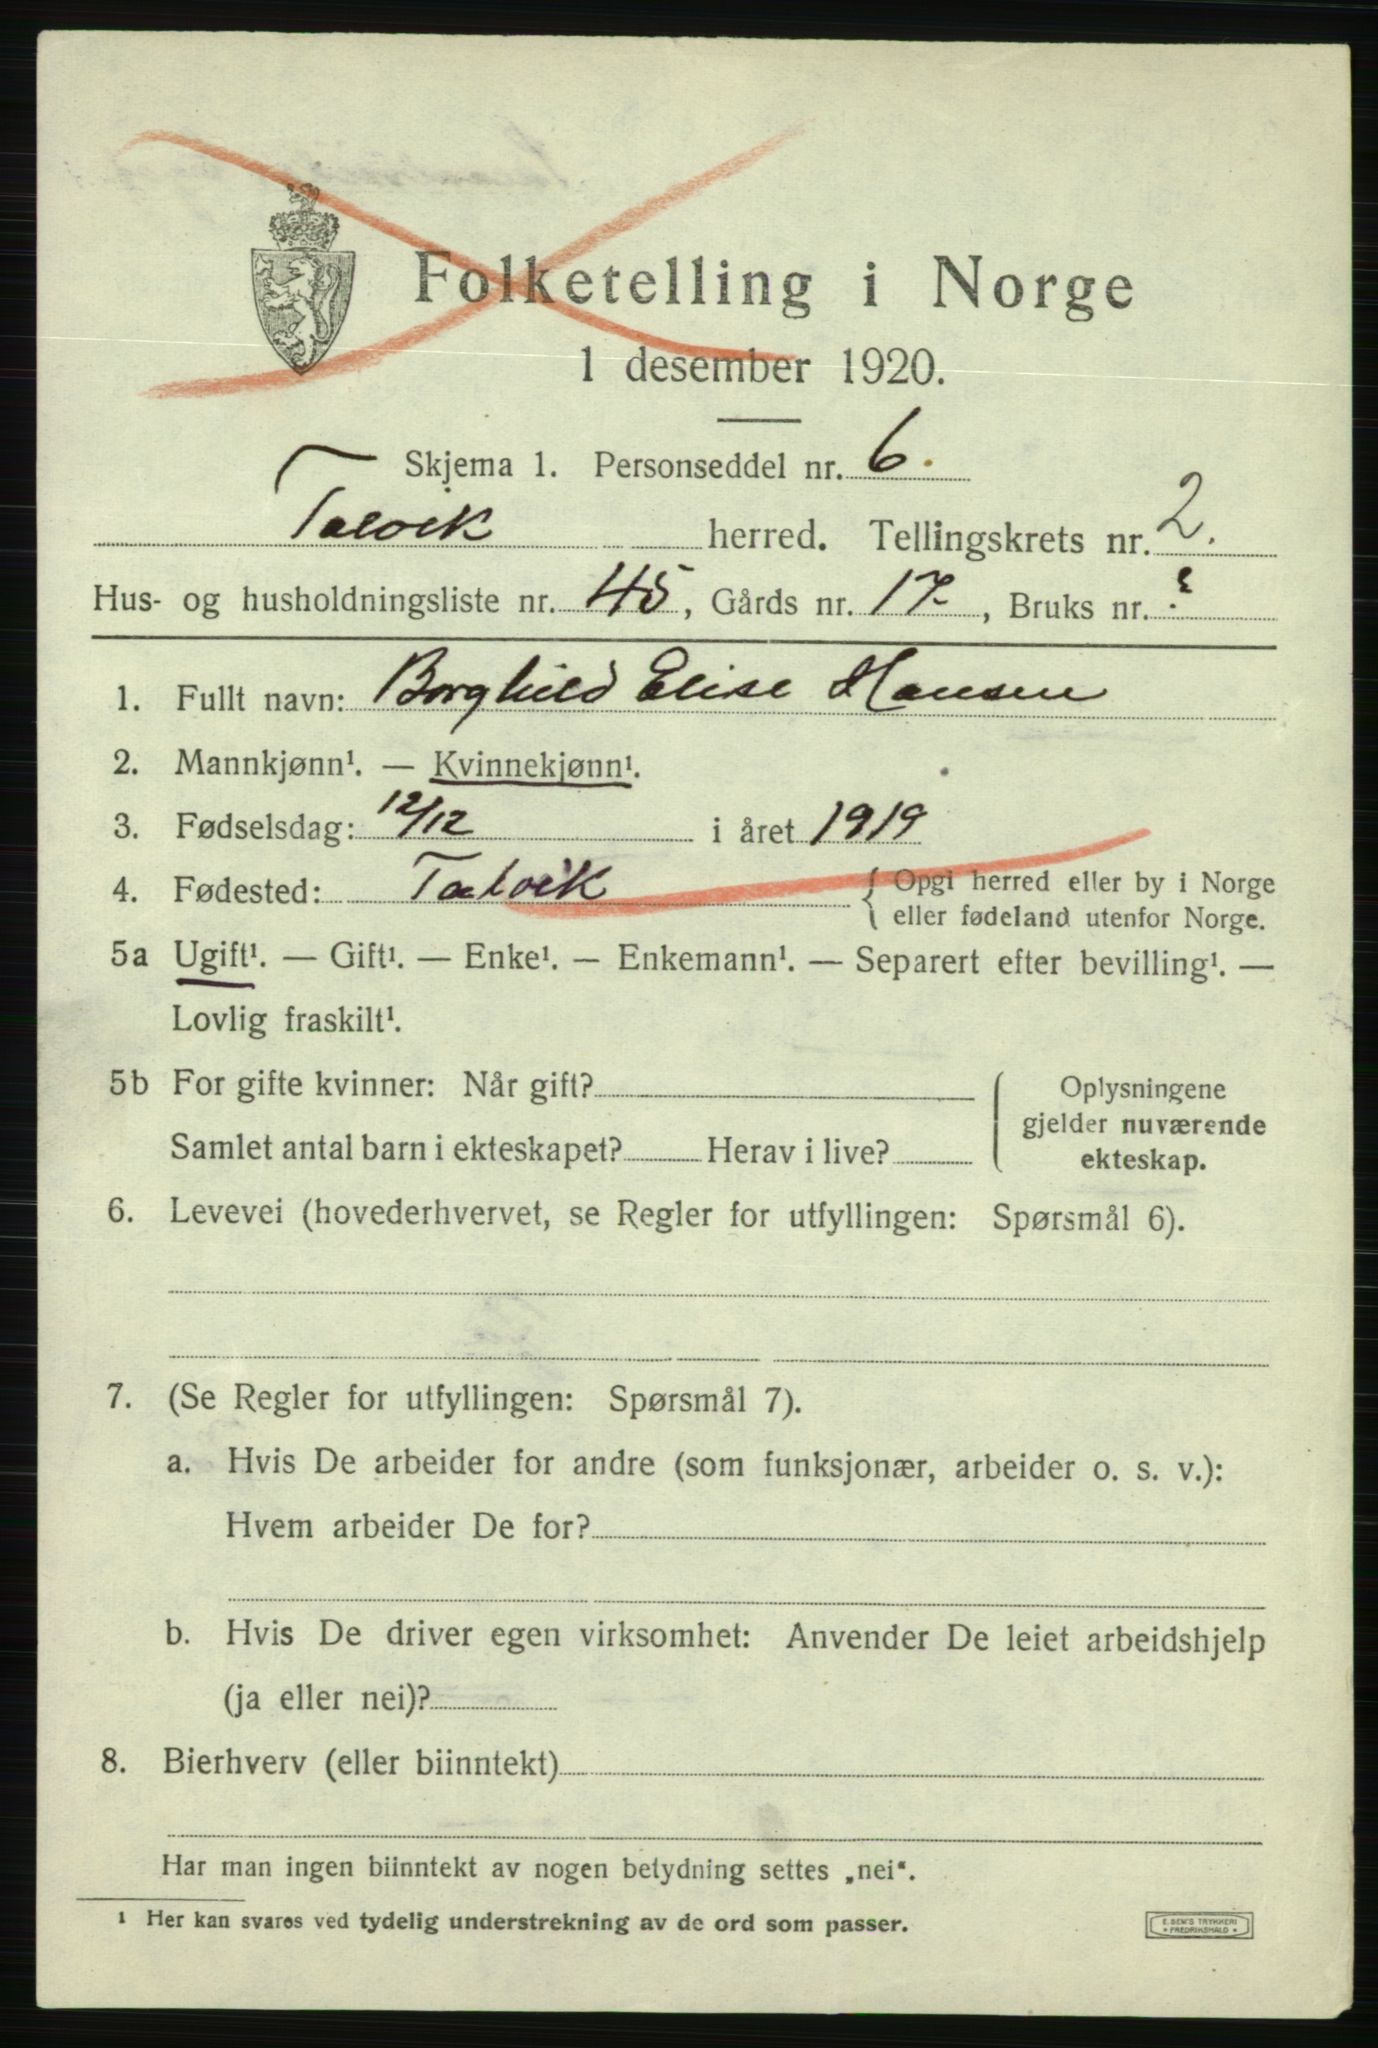 Folketelling i Norge
1 desember 1920.
Skjema 1. Personseddel nr. 6.
Talvik herred. Tellingskrets nr. 2.
Hus- og husholdningsliste nr. 45, Gårds nr. 17, Bruks nr. ?
1. Fullt navn: Borghild Elise Hansen
2. Mannkjønn¹. — Kvinnekjønn¹.
3. Fødselsdag: 12/12 i året 1919
4. Fødested: Talvik { Opgi herred eller by i Norge
eller fødeland utenfor Norge.
5a Ugift¹. — Gift¹. — Enke¹. — Enkemann¹. — Separert efter bevilling¹. —
Lovlig fraskilt¹.
5b For gifte kvinner: Når gift?
Samlet antal barn i ekteskapet? Herav i live?
Oplysningene
gjelder nuværende
ekteskap.
6. Levevei (hovederhvervet, se Regler for utfyllingen: Spørsmål 6).
7. (Se Regler for utfyllingen: Spørsmål 7).
a. Hvis De arbeider for andre (som funksjonær, arbeider o. s. v.):
Hvem arbeider De for?
b. Hvis De driver egen virksomhet: Anvender De leiet arbeidshjelp
(ja eller nei)?
8. Bierhverv (eller biinntekt)
Har man ingen biinntekt av nogen betydning settes „nei“.
¹ Her kan svares ved tydelig understrekning av de ord som passer.
E. SEM'S TRYKKERI
• FREDRIKSHALD •